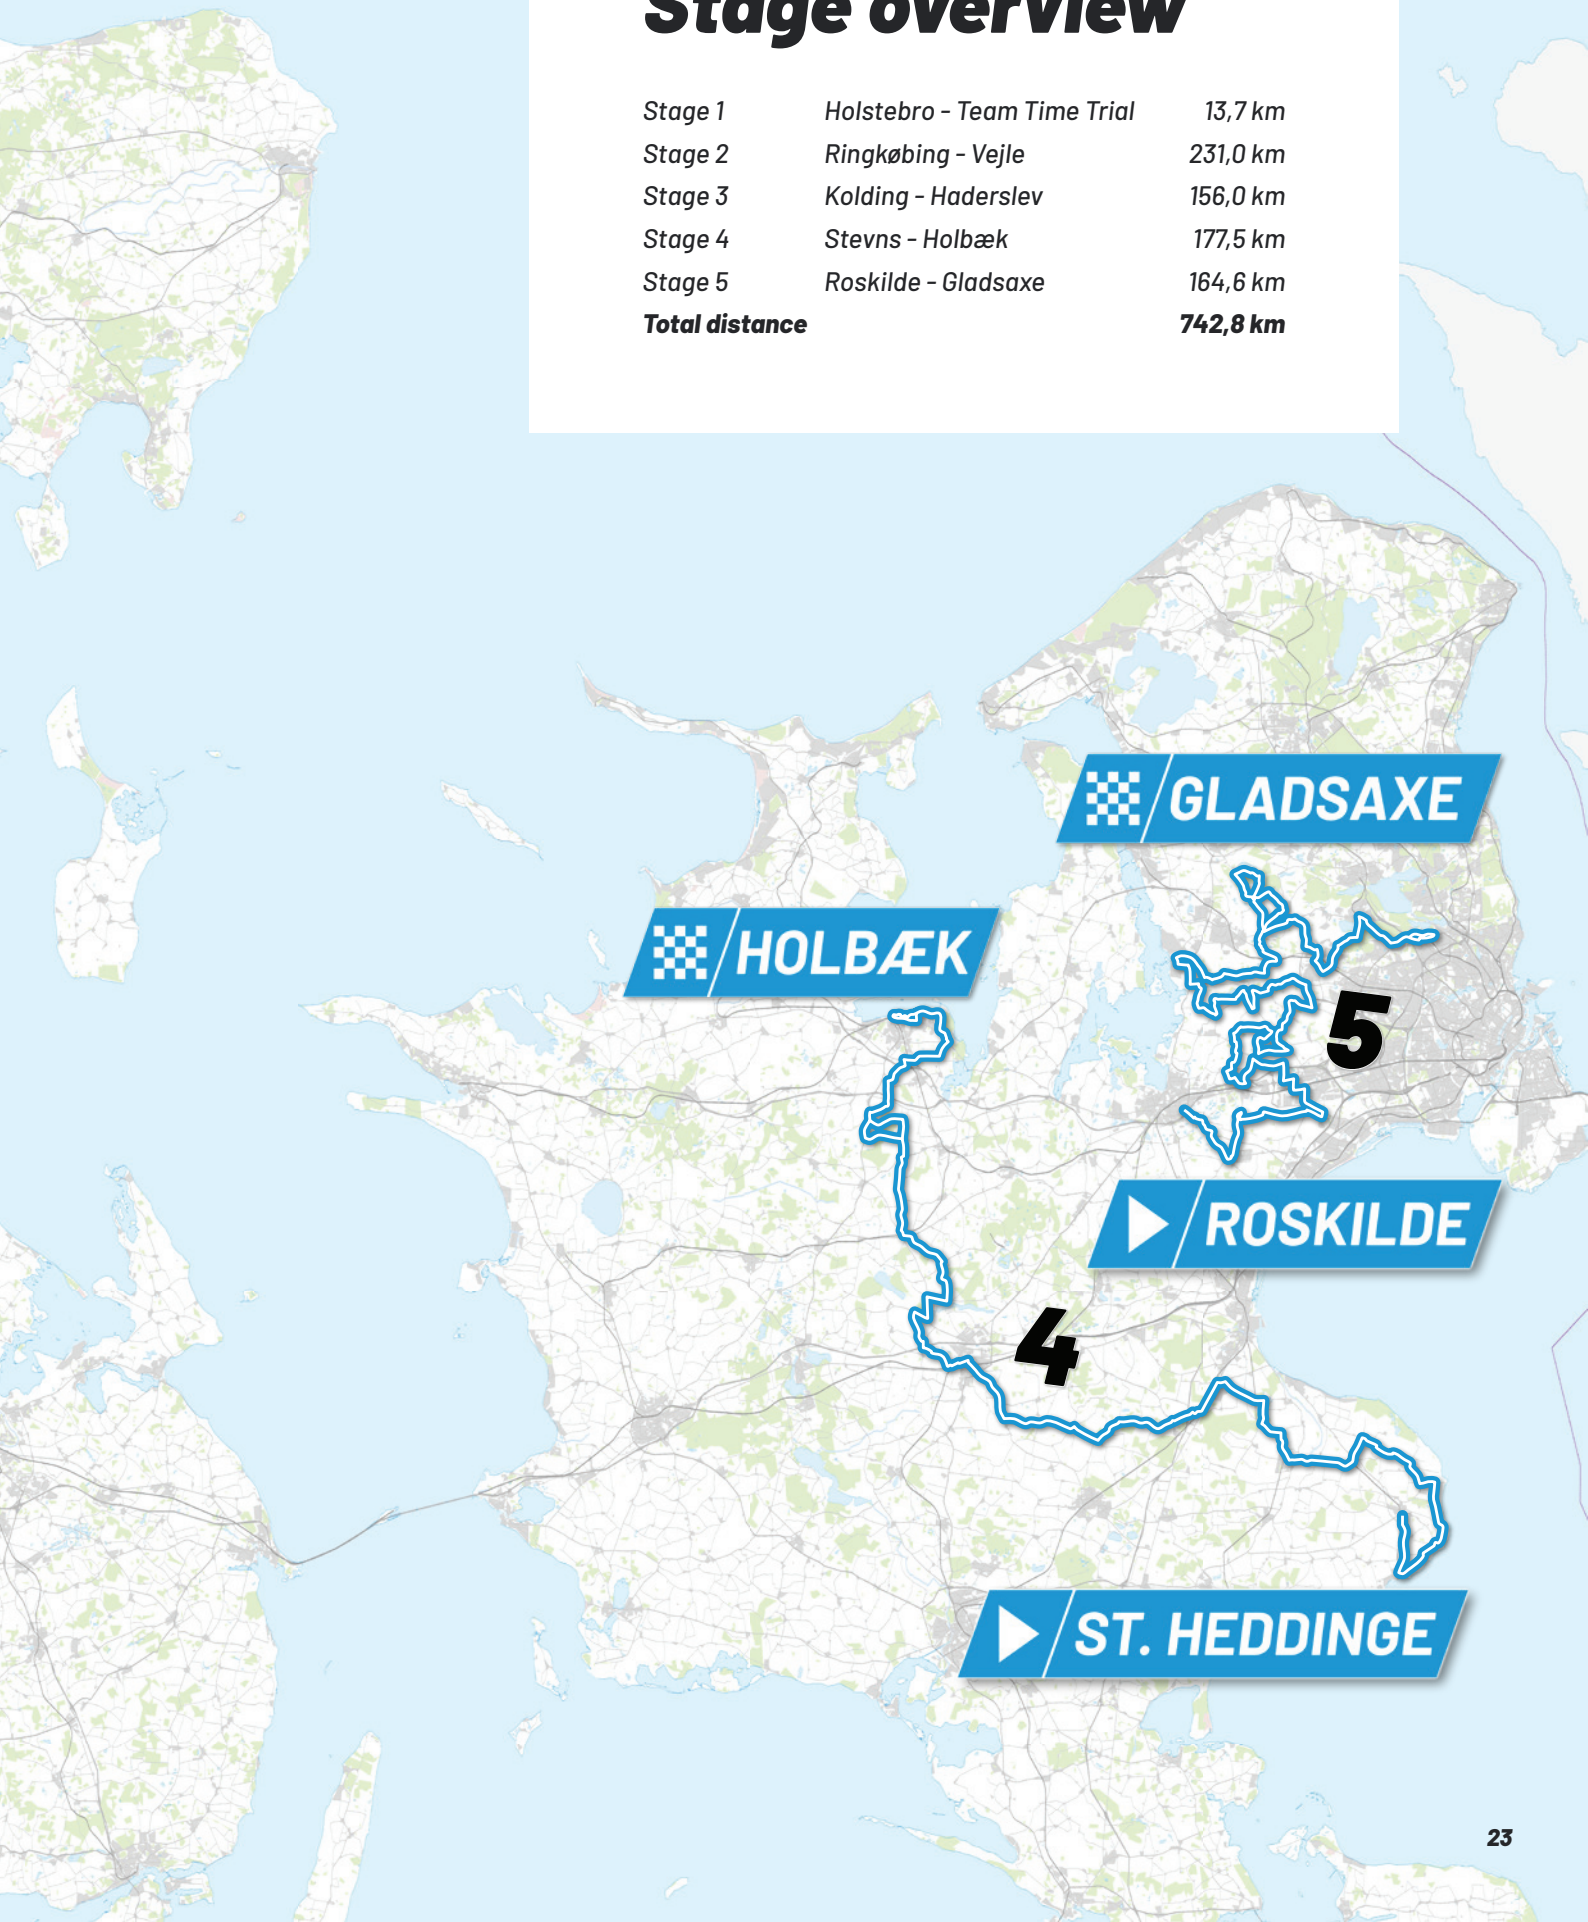 Stage overview
Stage 1 Holstebro - Team Time Trial 13,7 km
Stage 2 Ringkøbing - Vejle 231,0 km
Stage 3 Kolding - Haderslev 156,0 km
Stage 4 Stevns - Holbæk 177,5 km
Stage 5 Roskilde - Gladsaxe 164,6 km
Total distance 742,8 km
GLADSAXE
HOLBÆK
5
ROSKILDE
4
ST. HEDDINGE
23